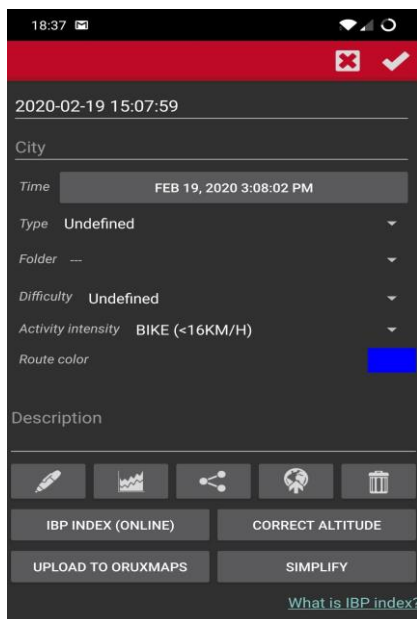 18:37
2020-02-19 15:07:59
City
Time FEB 19, 2020 3:08:02 PM
Type Undefined
Folder ---
Difficulty Undefined
Activity intensity BIKE (<16KM/H)
Route color
Description
IBP INDEX (ONLINE) CORRECT ALTITUDE
UPLOAD TO ORUXMAPS SIMPLIFY
What is IBP index?